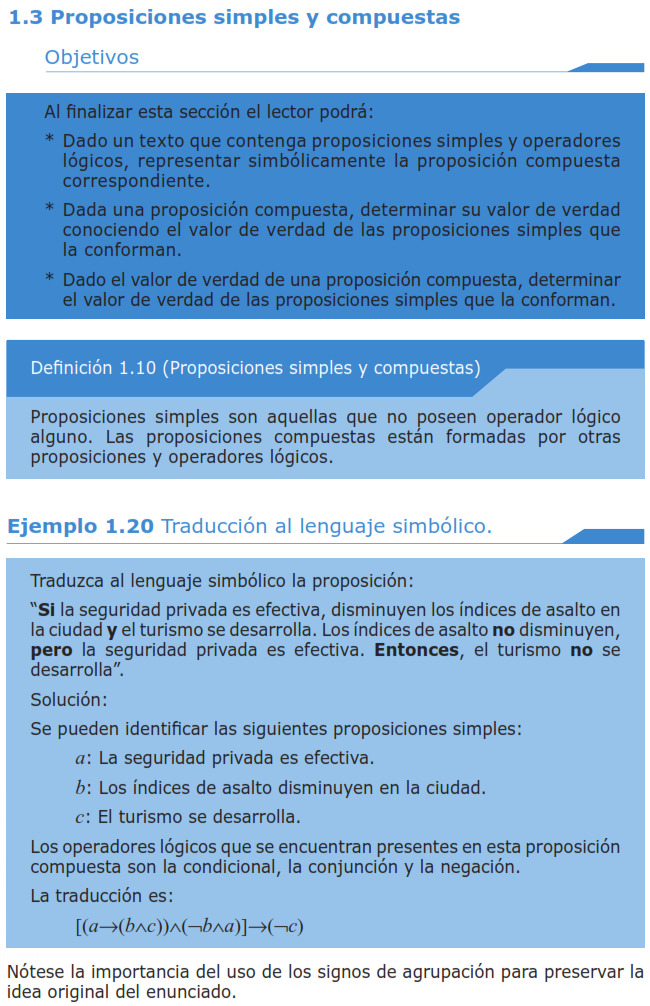 1.3 Proposiciones simples y compuestas
Objetivos
Al finalizar esta sección el lector podrá:
* Dado un texto que contenga proposiciones simples y operadores
lógicos, representar simbólicamente la proposición compuesta
correspondiente.
* Dada una proposición compuesta, determinar su valor de verdad
conociendo el valor de verdad de las proposiciones simples que
la conforman.
* Dado el valor de verdad de una proposición compuesta, determinar
el valor de verdad de las proposiciones simples que la conforman.
Definición 1.10 (Proposiciones simples y compuestas)
Proposiciones simples son aquellas que no poseen operador lógico
alguno. Las proposiciones compuestas están formadas por otras
proposiciones y operadores lógicos.
Ejemplo 1.20 Traducción al lenguaje simbólico.
Traduzca al lenguaje simbólico la proposición:
“Si la seguridad privada es efectiva, disminuyen los índices de asalto en
la ciudad y el turismo se desarrolla. Los índices de asalto no disminuyen,
pero la seguridad privada es efectiva. Entonces, el turismo no se
desarrolla”.
Solución:
Se pueden identificar las siguientes proposiciones simples:
a: La seguridad privada es efectiva.
b: Los índices de asalto disminuyen en la ciudad.
c: El turismo se desarrolla.
Los operadores lógicos que se encuentran presentes en esta proposición
compuesta son la condicional, la conjunción y la negación.
La traducción es:
[(a→(b∧c))∧(¬b∧a)]→(¬c)
Nótese la importancia del uso de los signos de agrupación para preservar la
idea original del enunciado.